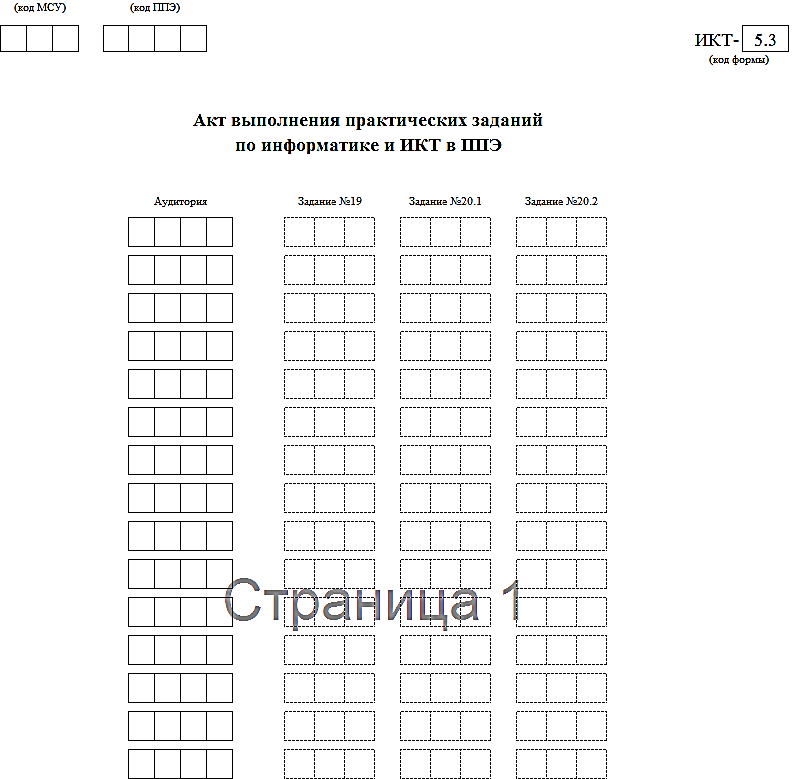 (код МСУ) (код ППЭ)
ИКТ- 5.3
(код формы)
Акт выполнения практических заданий
по информатике и ИКТ в ППЭ
Аудитория Задание №19 Задание №20.1 Задание №20.2
Страница 1